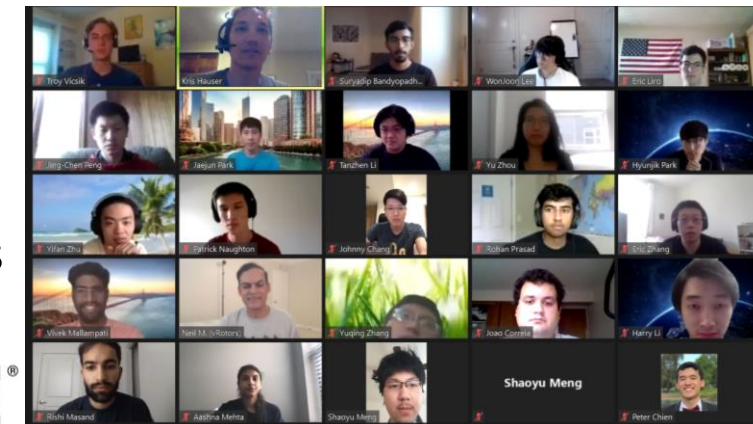 Troy Vicsik
Kris Hauser
Suryadip Bandyopadh...
WonJoon Lee
Eric Liro
Jing-Chen Peng
Jaejun Park
Tanzhen Li
Yu Zhou
Hyunjik Park
Yifan Zhu
Patrick Naughton
Johnny Chang
Rohan Prasad
Eric Zhang
Vivek Mallampati
Neil M. (vRotors)
Yuqing Zhang
Joao Correia
Harry Li
®
Rishi Masand
Aashna Mehta
Shaoyu Meng
Shaoyu Meng
Peter Chien